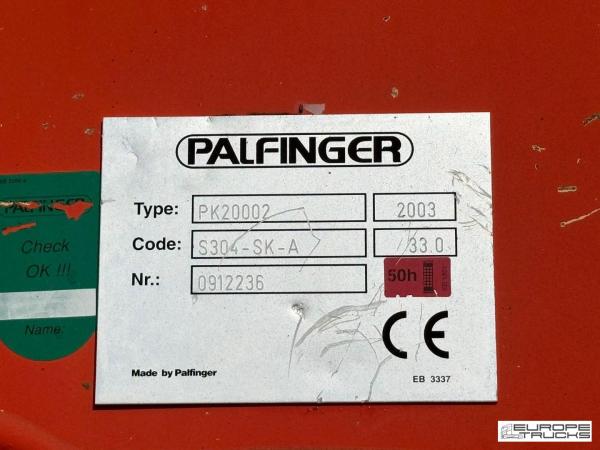 PALFINGER
Type: PK20002 2003
Code: S304-SK-A 33.0
Nr.: 0912236
50h
Made by Palfinger
EB 3337
PALFINGER
Check
OK !!!
Name:
EUROPE
TRUCKS